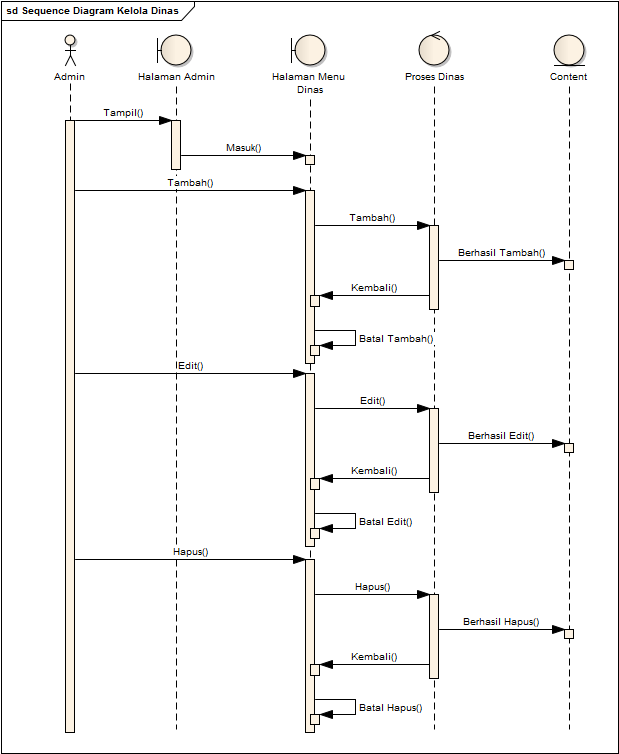 sd Sequence Diagram Kelola Dinas
Admin
Halaman Admin
Halaman Menu
Dinas
Proses Dinas
Content
Tampil()
Masuk()
Tambah()
Tambah()
Berhasil Tambah()
Kembali()
Batal Tambah()
Edit()
Edit()
Berhasil Edit()
Kembali()
Batal Edit()
Hapus()
Hapus()
Berhasil Hapus()
Kembali()
Batal Hapus()